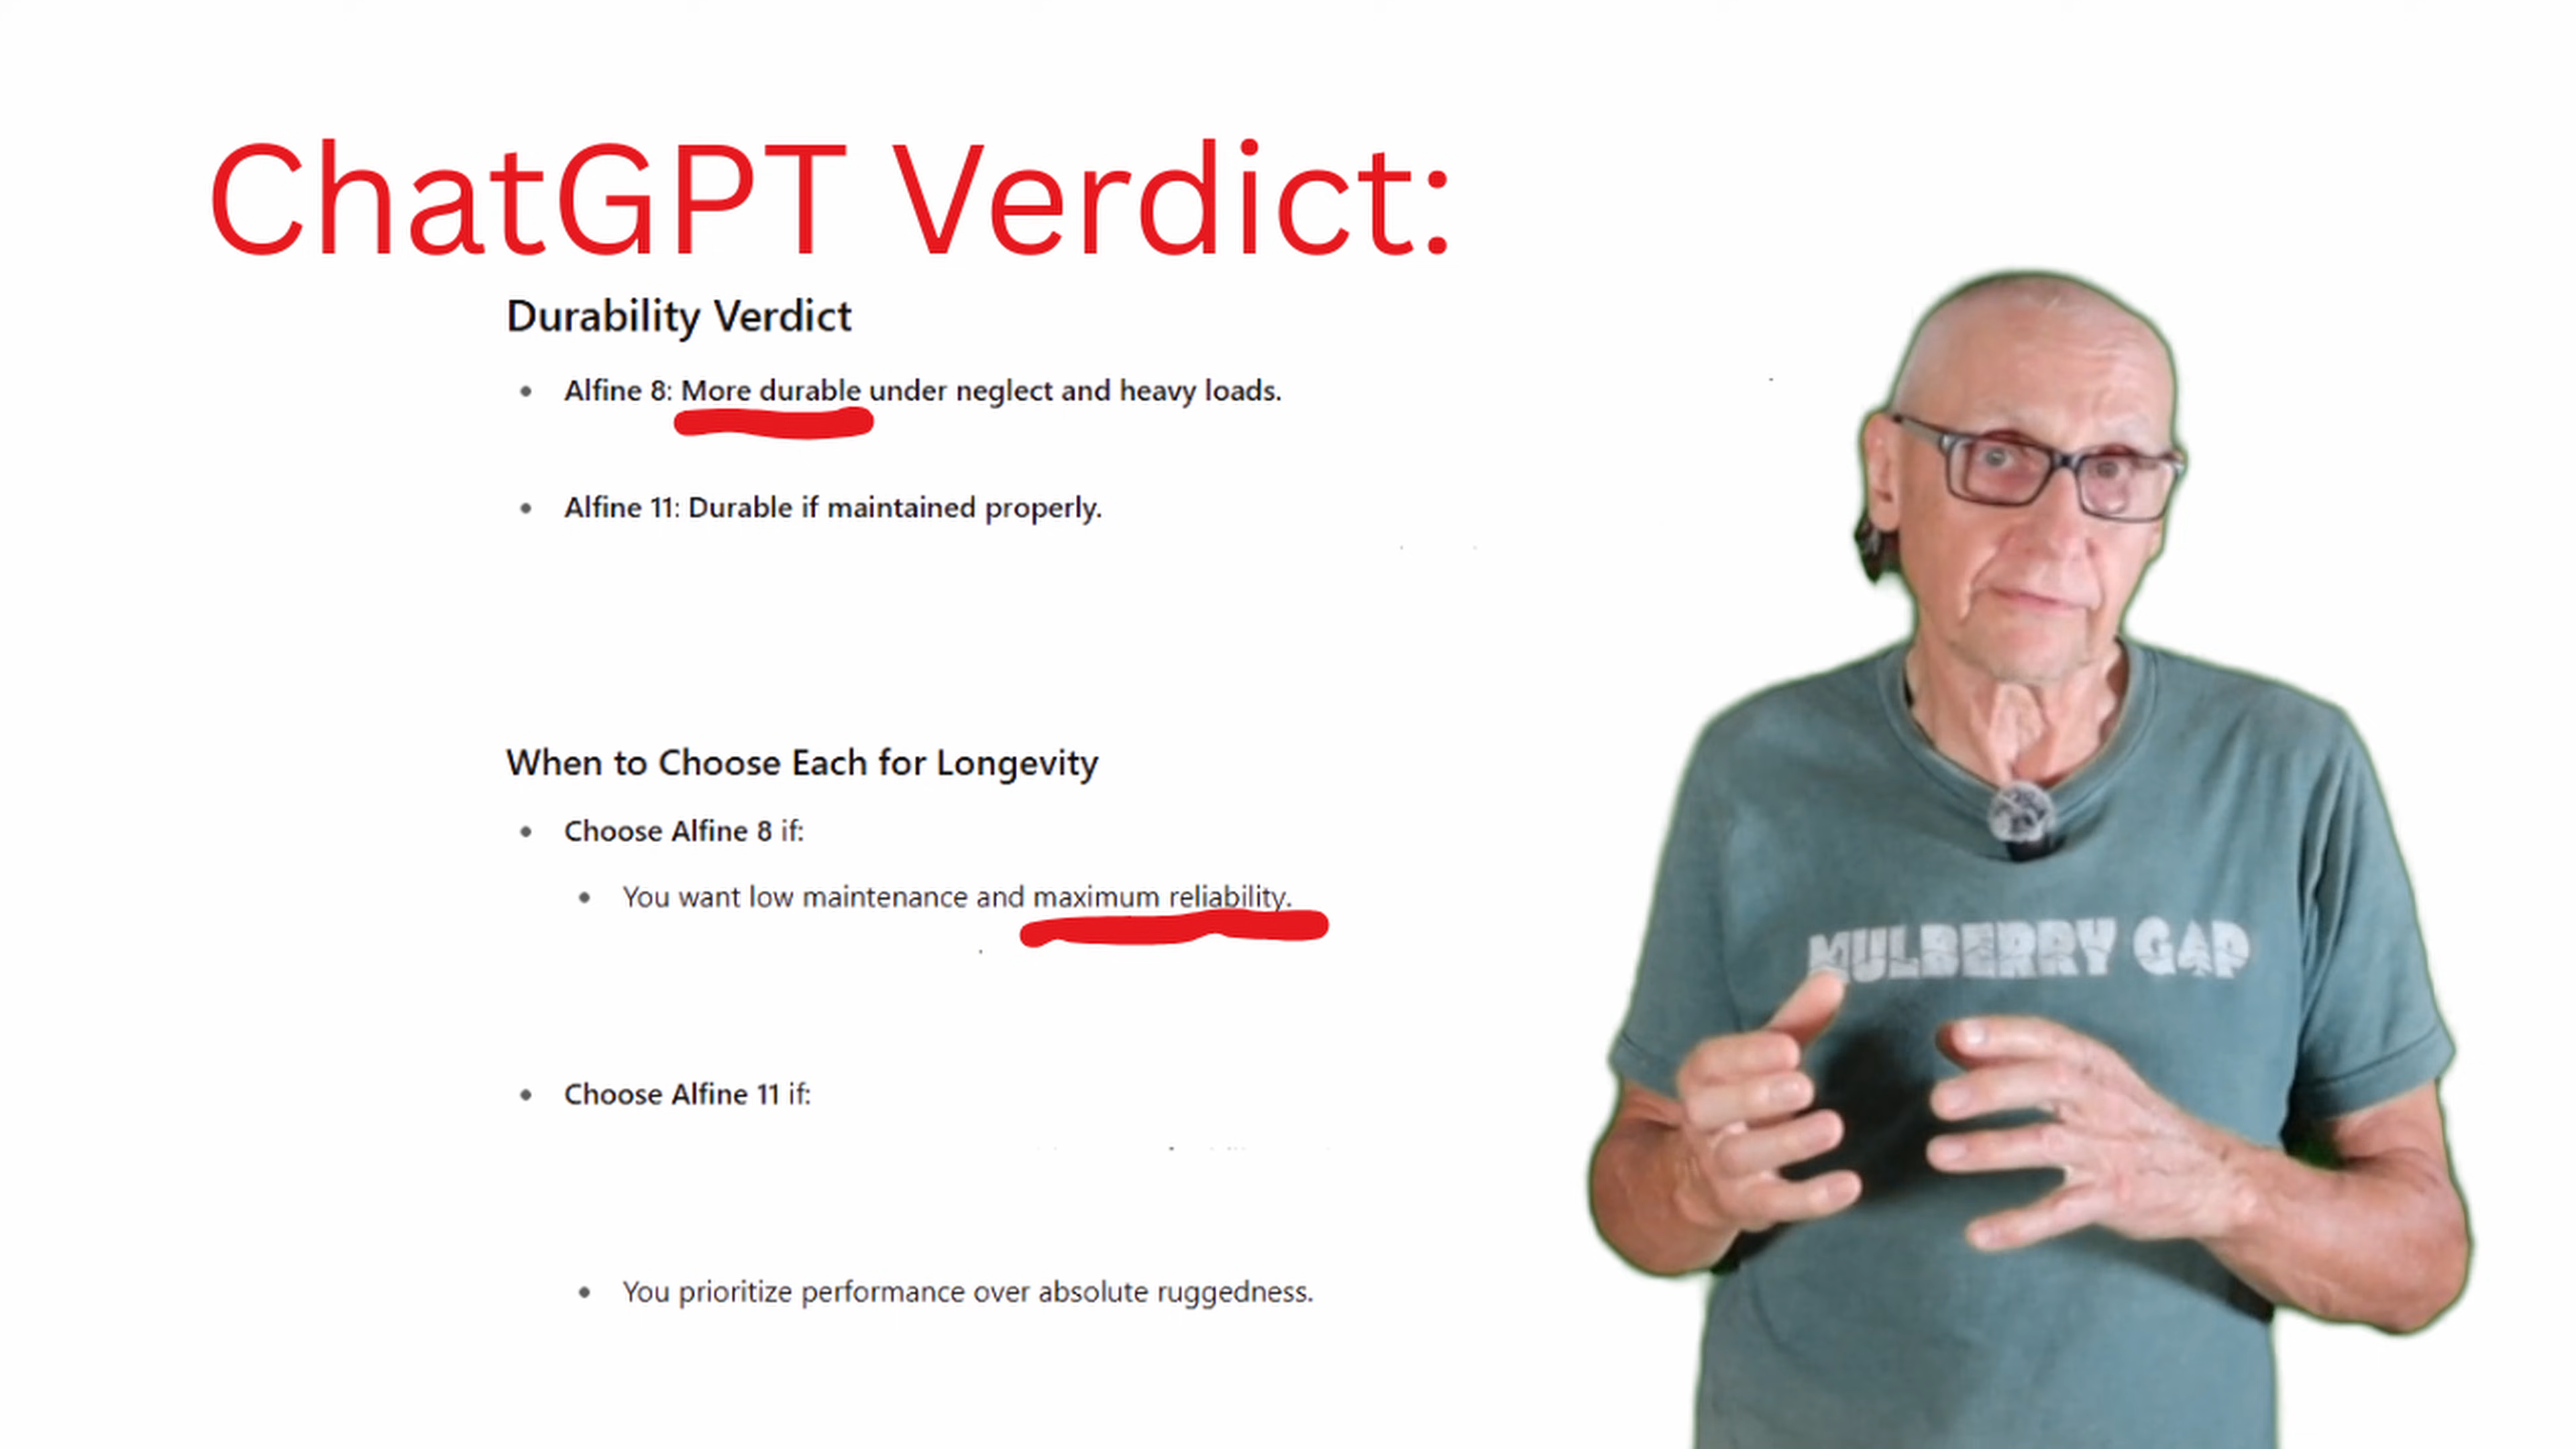 ChatGPT Verdict:
Durability Verdict
Alfine 8: More durable under neglect and heavy loads.
Alfine 11: Durable if maintained properly.
When to Choose Each for Longevity
Choose Alfine 8 if:
You want low maintenance and maximum reliability.
Choose Alfine 11 if:
You prioritize performance over absolute ruggedness.
MULBERRY GAP